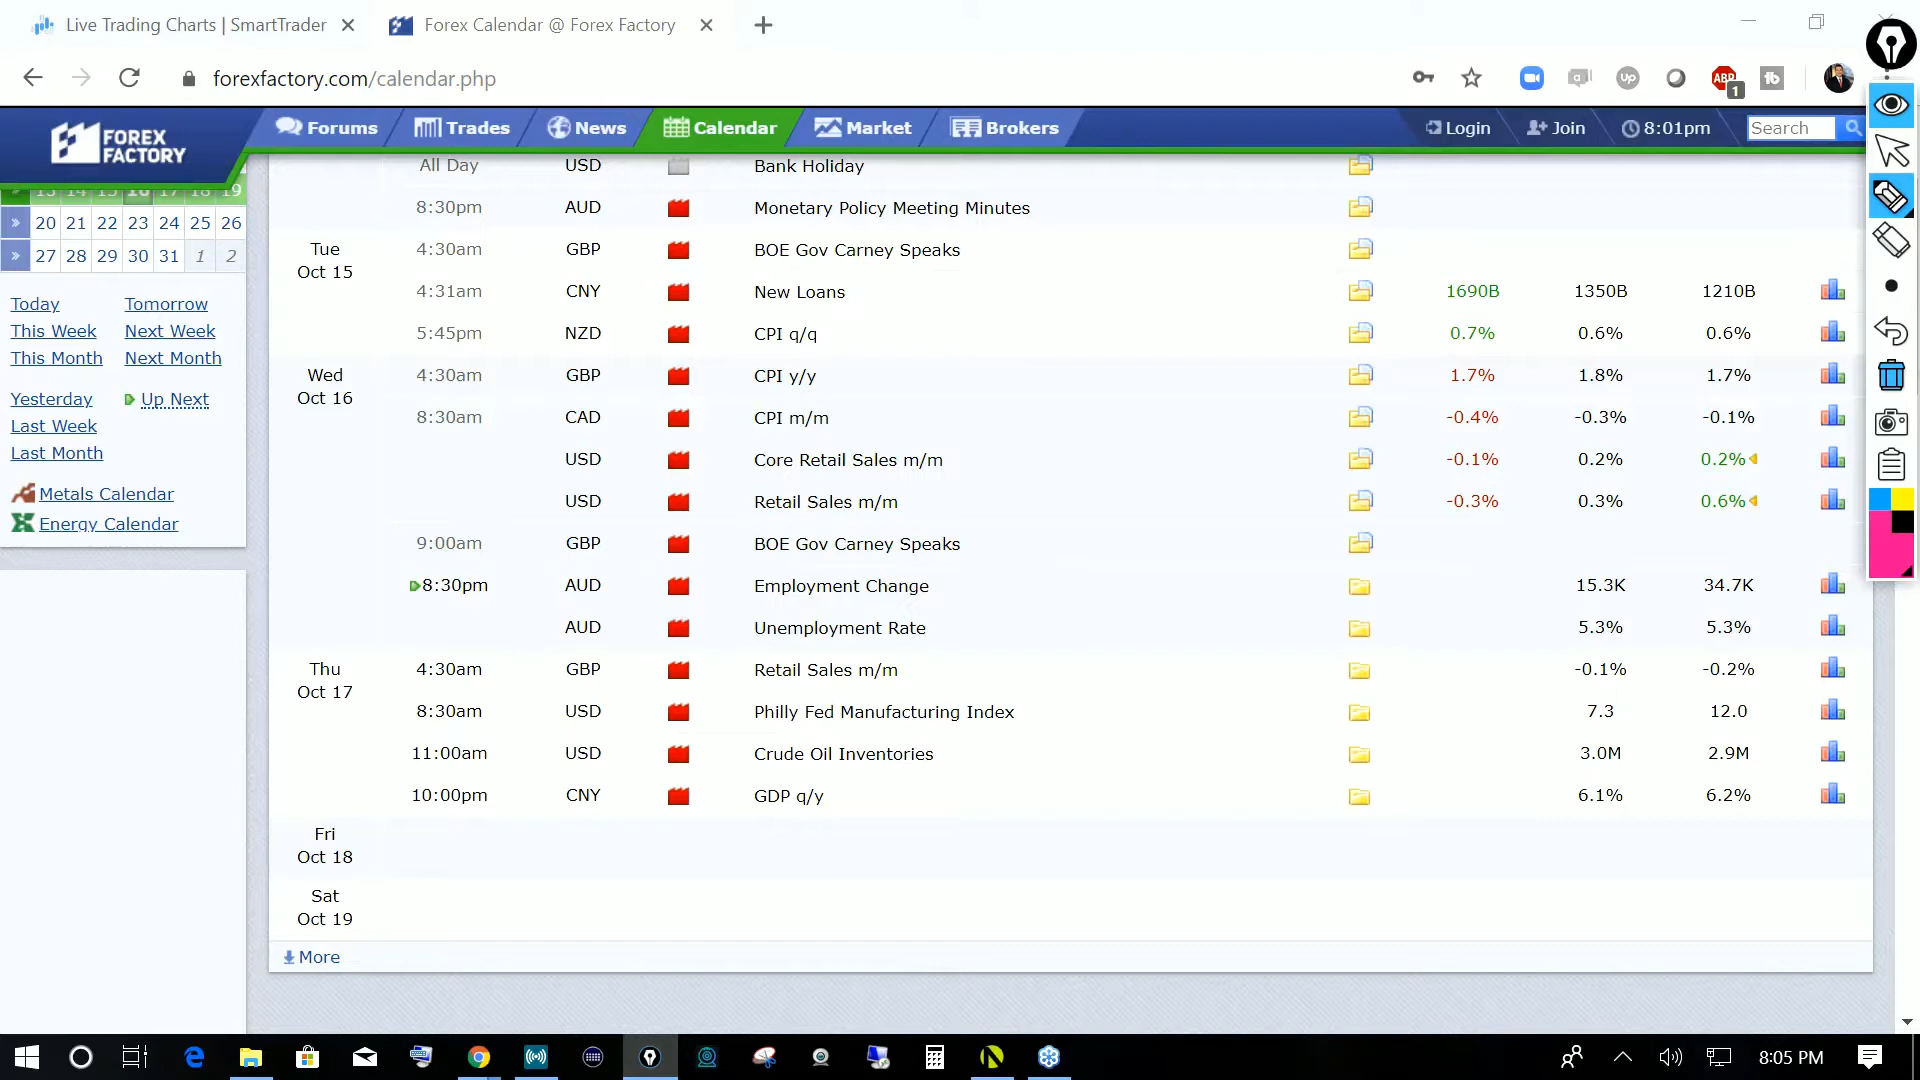 Live Trading Charts | SmartTrader
Forex Calendar @ Forex Factory
forexfactory.com/calendar.php
ABP
1
Up
FOREX FACTORY
Forums
Trades
News
Calendar
Market
Brokers
Login
Join
8:01pm
Search
13 14 15 16 17 18 19
» 20 21 22 23 24 25 26
» 27 28 29 30 31 1 2
Today Tomorrow
This Week Next Week
This Month Next Month
Yesterday Up Next
Last Week
Last Month
Metals Calendar
Energy Calendar
All Day USD Bank Holiday
8:30pm AUD Monetary Policy Meeting Minutes
Tue Oct 15 4:30am GBP BOE Gov Carney Speaks
4:31am CNY New Loans 1690B 1350B 1210B
5:45pm NZD CPI q/q 0.7% 0.6% 0.6%
Wed Oct 16 4:30am GBP CPI y/y 1.7% 1.8% 1.7%
8:30am CAD CPI m/m -0.4% -0.3% -0.1%
USD Core Retail Sales m/m -0.1% 0.2% 0.2%
USD Retail Sales m/m -0.3% 0.3% 0.6%
9:00am GBP BOE Gov Carney Speaks
8:30pm AUD Employment Change 15.3K 34.7K
AUD Unemployment Rate 5.3% 5.3%
Thu Oct 17 4:30am GBP Retail Sales m/m -0.1% -0.2%
8:30am USD Philly Fed Manufacturing Index 7.3 12.0
11:00am USD Crude Oil Inventories 3.0M 2.9M
10:00pm CNY GDP q/y 6.1% 6.2%
Fri Oct 18
Sat Oct 19
More
8:05 PM